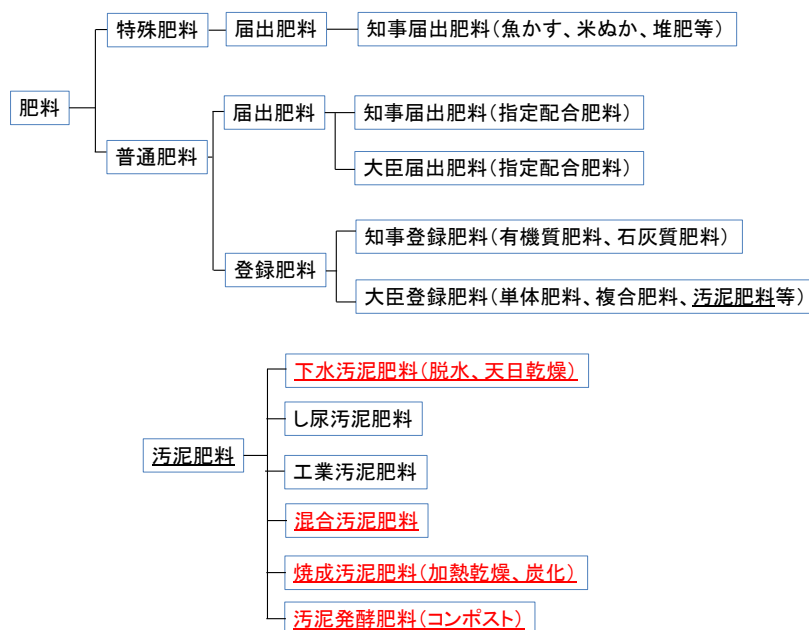 特殊肥料
届出肥料
知事届出肥料(魚かす、米ぬか、堆肥等)
肥料
普通肥料
届出肥料
知事届出肥料(指定配合肥料)
大臣届出肥料(指定配合肥料)
登録肥料
知事登録肥料(有機質肥料、石灰質肥料)
大臣登録肥料(単体肥料、複合肥料、汚泥肥料等)
汚泥肥料
下水汚泥肥料(脱水、天日乾燥)
し尿汚泥肥料
工業汚泥肥料
混合汚泥肥料
焼成汚泥肥料(加熱乾燥、炭化)
汚泥発酵肥料(コンポスト)